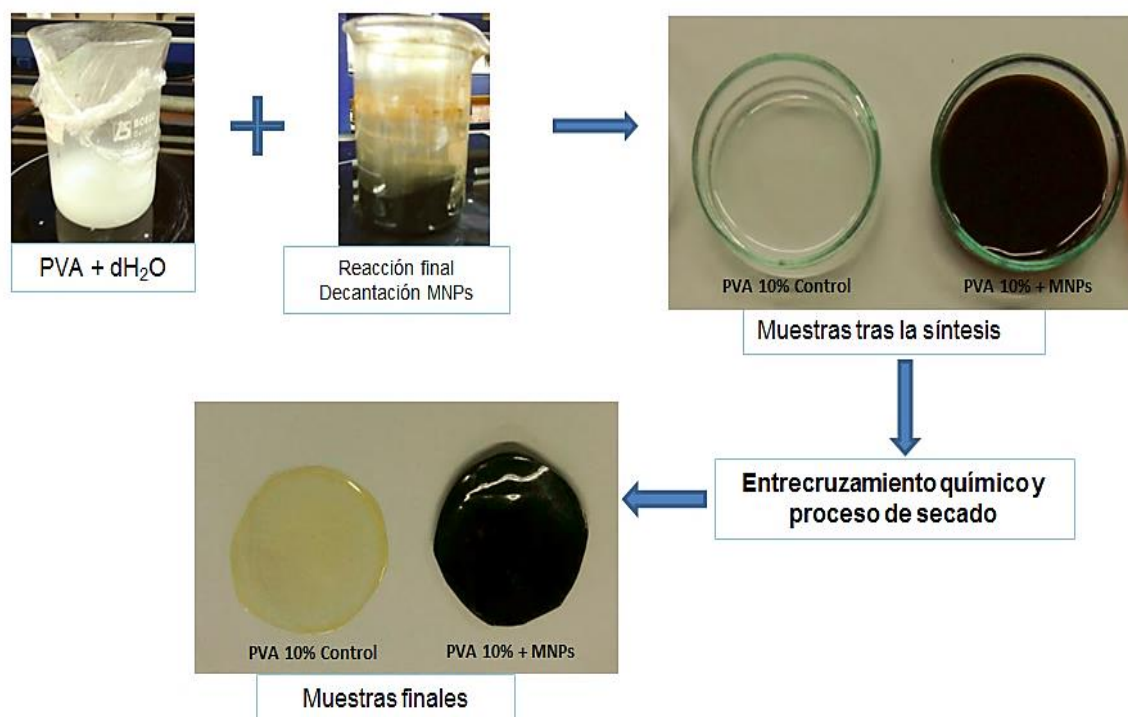 PVA + dH₂O
Reacción final
Decantación MNPs
PVA 10% Control
PVA 10% + MNPs
Muestras tras la síntesis
Entrecruzamiento químico y
proceso de secado
PVA 10% Control
PVA 10% + MNPs
Muestras finales